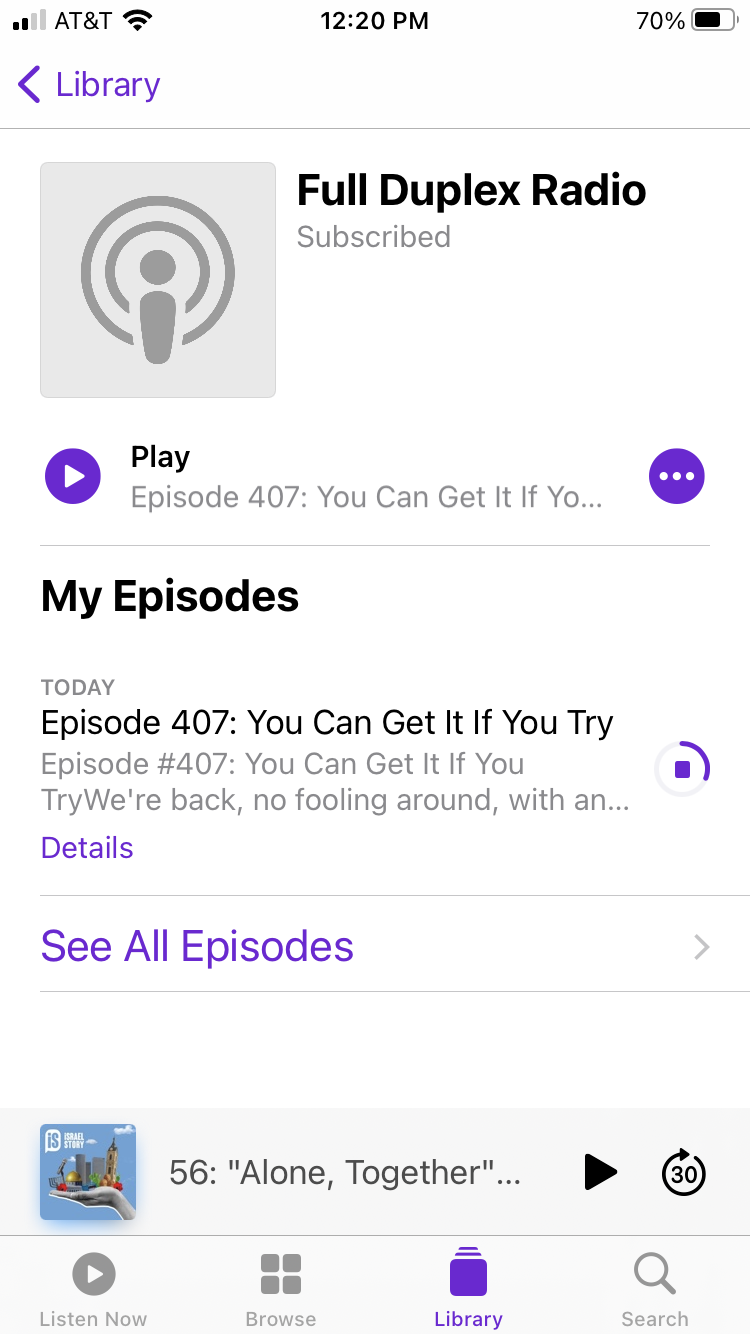 AT&T 12:20 PM 70%
Library
Full Duplex Radio
Subscribed
Play
Episode 407: You Can Get It If Yo...
My Episodes
TODAY
Episode 407: You Can Get It If You Try
Episode #407: You Can Get It If You
TryWe're back, no fooling around, with an...
Details
See All Episodes
iS ISRAEL
STORY
56: "Alone, Together"...
30
Listen Now Browse Library Search